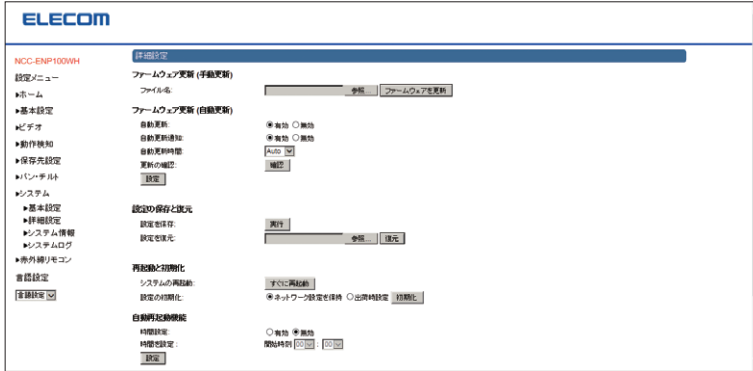 ELECOM
NCC-ENP100WH
設定メニュー
▶ホーム
▶基本設定
▶ビデオ
▶動作検知
▶保存先設定
▶パン・チルト
▶システム
▶基本設定
▶詳細設定
▶システム情報
▶システムログ
▶赤外線リモコン
言語設定
言語設定
詳細設定
ファームウェア更新 (手動更新)
ファイル名: 参照... ファームウェアを更新
ファームウェア更新 (自動更新)
自動更新: 有効 無効
自動更新通知: 有効 無効
自動更新時間: Auto
更新の確認: 確認
設定
設定の保存と復元
設定を保存: 実行
設定を復元: 参照... 復元
再起動と初期化
システムの再起動: すぐに再起動
設定の初期化: ネットワーク設定を保持 出荷時設定 初期化
自動再起動機能
時間設定: 有効 無効
時間を設定: 開始時刻 00 : 00
設定